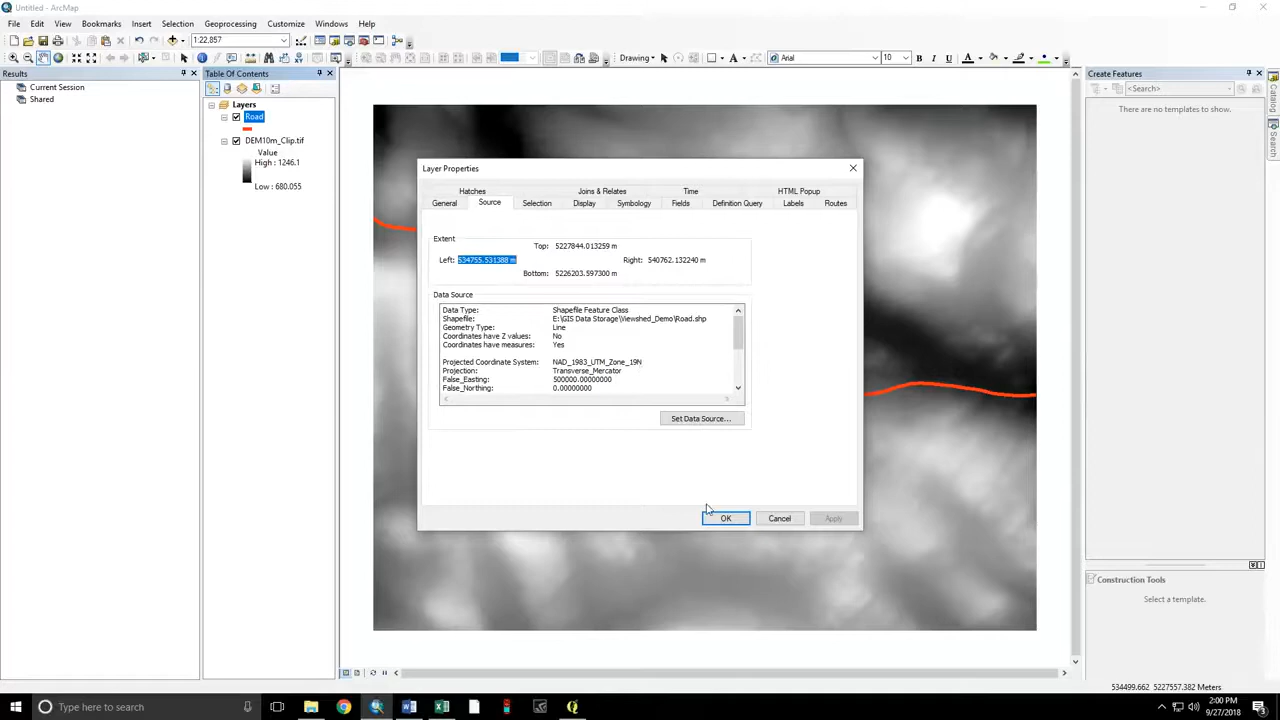 Untitled - ArcMap
File Edit View Bookmarks Insert Selection Geoprocessing Customize Windows Help
1:22,857
Drawing
Arial
10
B I U A
Results
Current Session
Shared
Table Of Contents
Layers
Road
DEM10m_Clip.tif
Value
High : 1246.1
Low : 680.055
Layer Properties
Hatches Joins & Relates Time HTML Popup
General Source Selection Display Symbology Fields Definition Query Labels Routes
Extent
Top: 5227844.013259 m
Left: 534755.531388 m Right: 540762.132240 m
Bottom: 5226203.597300 m
Data Source
Data Type: Shapefile Feature Class
Shapefile: E:\GIS Data Storage\Viewshed_Demo\Road.shp
Geometry Type: Line
Coordinates have Z values: No
Coordinates have measures: Yes
Projected Coordinate System: NAD_1983_UTM_Zone_19N
Projection: Transverse_Mercator
False_Easting: 500000.00000000
False_Northing: 0.00000000
Set Data Source...
OK Cancel Apply
Create Features
<Search>
There are no templates to show.
Catalog
Search
Construction Tools
Select a template.
534499.662 5227557.382 Meters
Type here to search
2:00 PM
9/27/2018